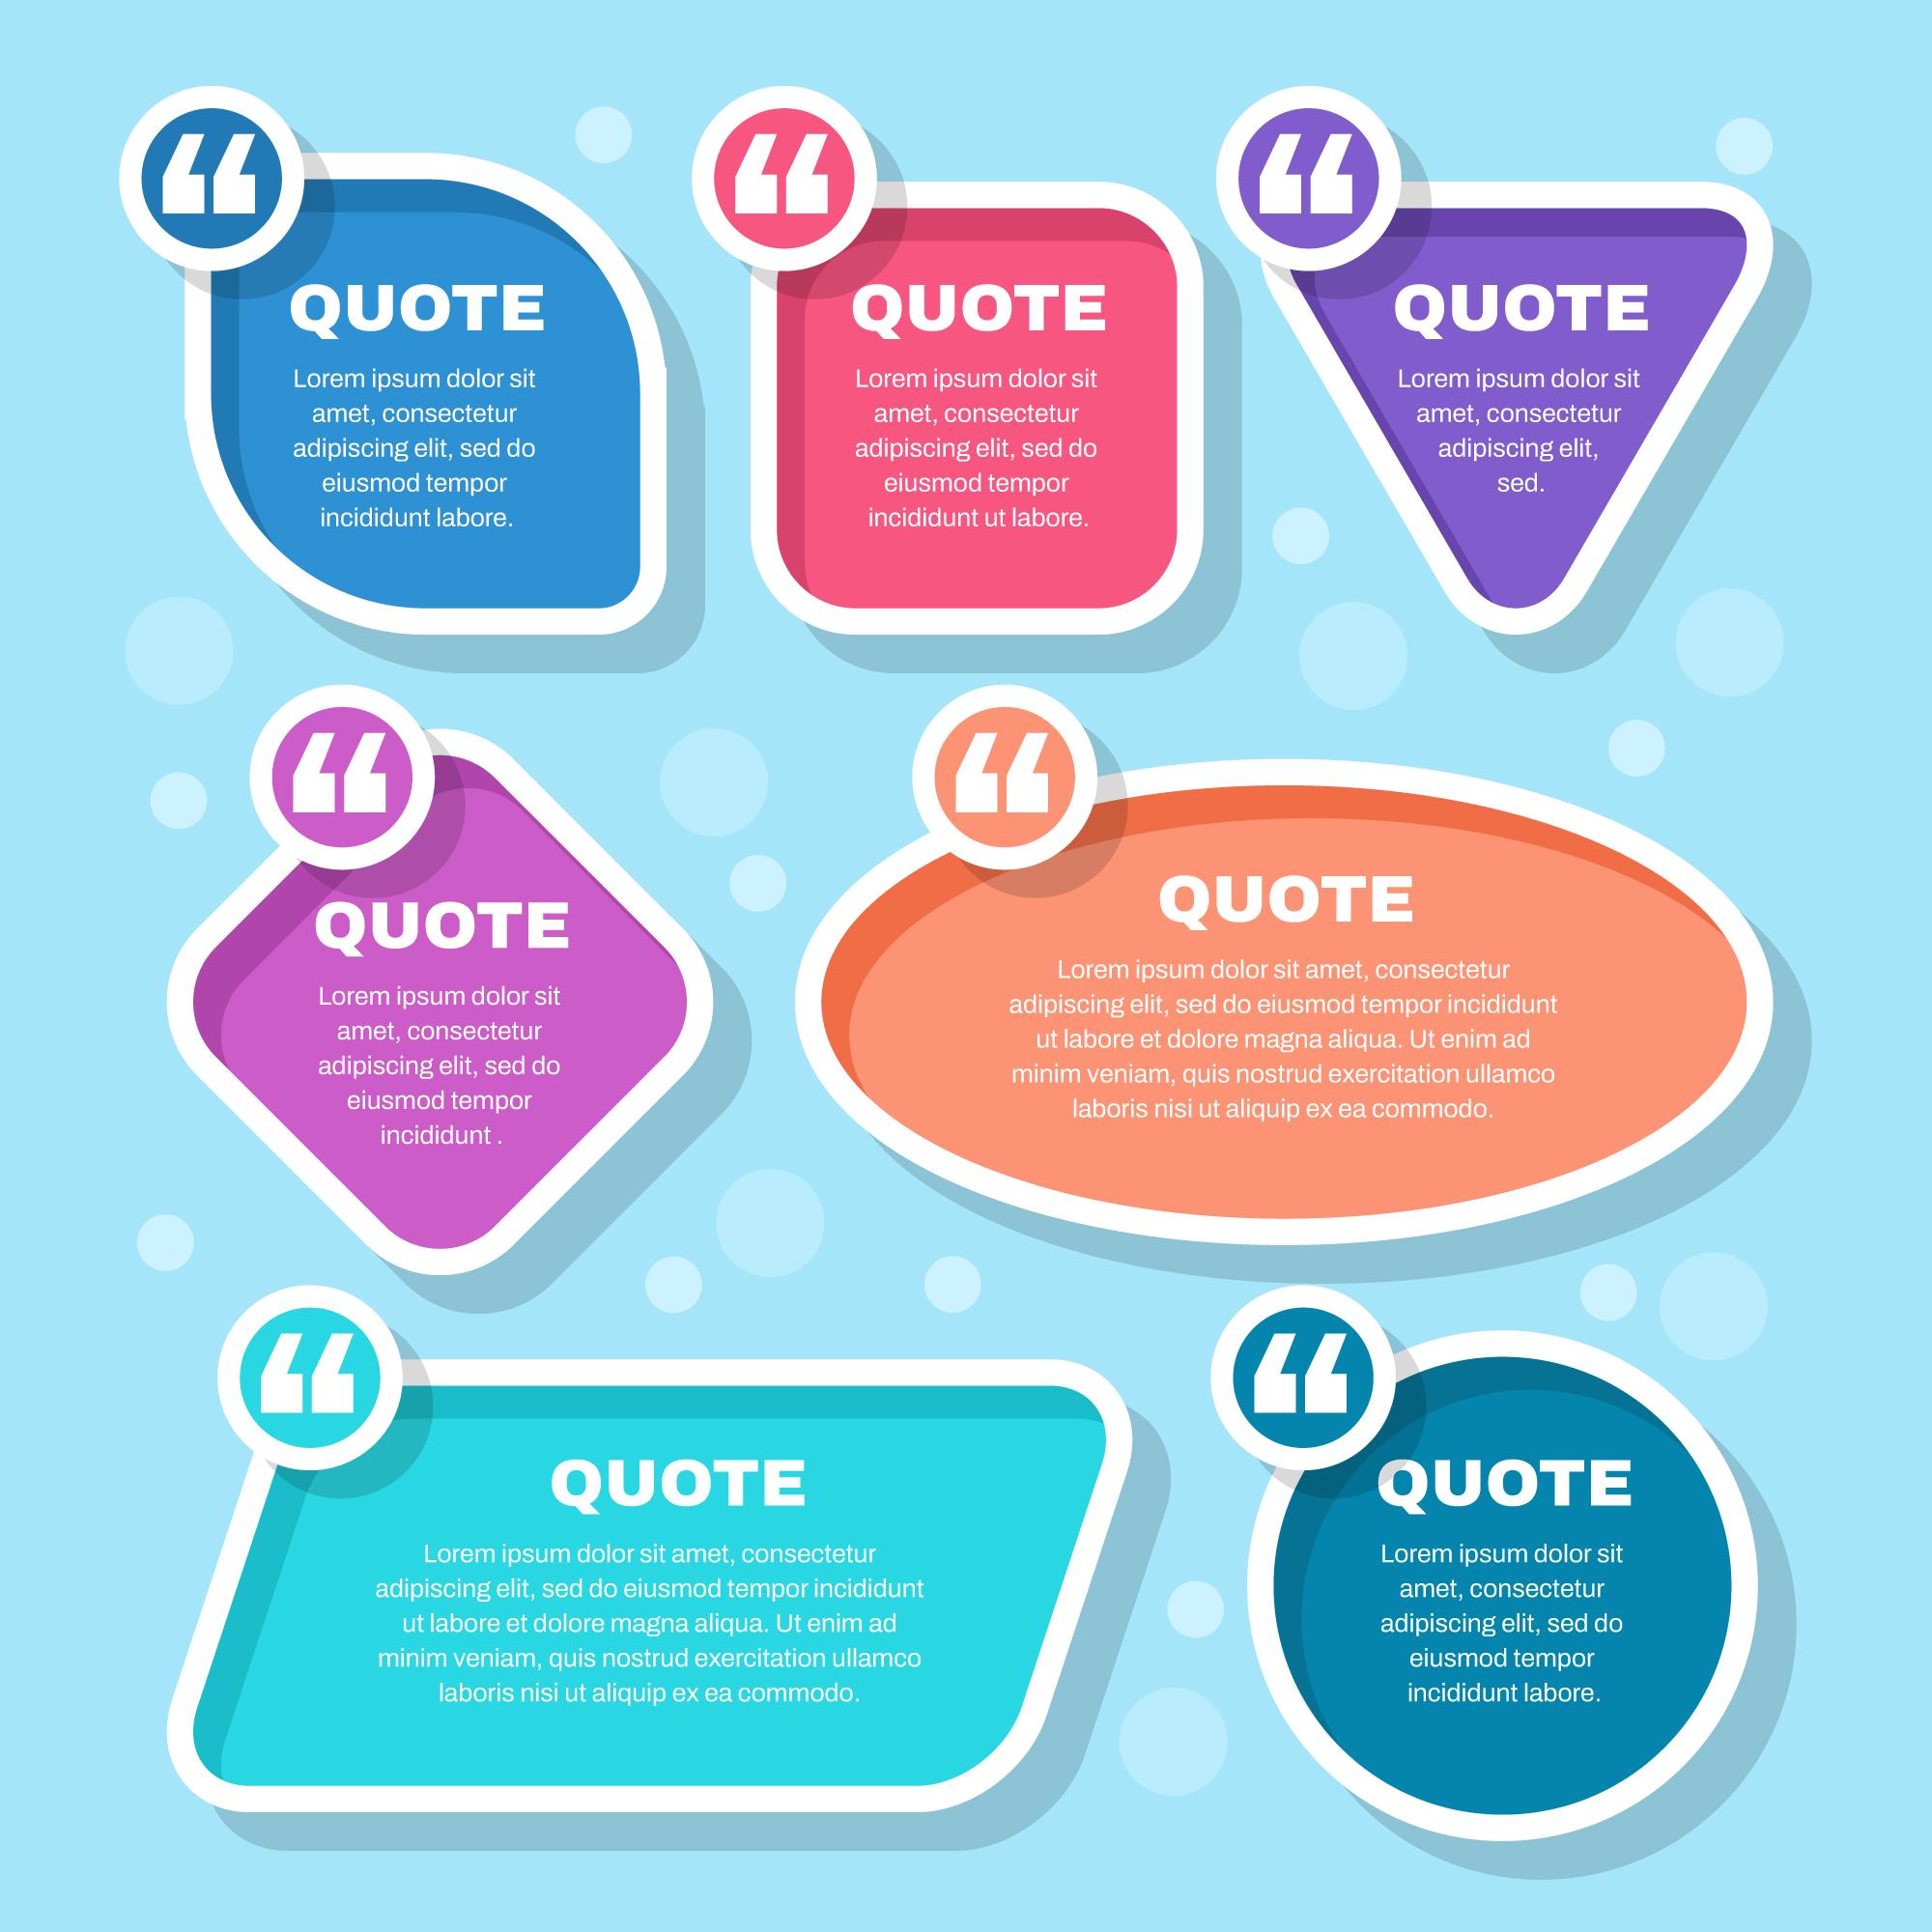 “
QUOTE
Lorem ipsum dolor sit
amet, consectetur
adipiscing elit, sed do
eiusmod tempor
incididunt labore.
“
QUOTE
Lorem ipsum dolor sit
amet, consectetur
adipiscing elit, sed do
eiusmod tempor
incididunt ut labore.
“
QUOTE
Lorem ipsum dolor sit
amet, consectetur
adipiscing elit,
sed.
“
QUOTE
Lorem ipsum dolor sit
amet, consectetur
adipiscing elit, sed do
eiusmod tempor
incididunt .
“
QUOTE
Lorem ipsum dolor sit amet, consectetur
adipiscing elit, sed do eiusmod tempor incididunt
ut labore et dolore magna aliqua. Ut enim ad
minim veniam, quis nostrud exercitation ullamco
laboris nisi ut aliquip ex ea commodo.
“
QUOTE
Lorem ipsum dolor sit amet, consectetur
adipiscing elit, sed do eiusmod tempor incididunt
ut labore et dolore magna aliqua. Ut enim ad
minim veniam, quis nostrud exercitation ullamco
laboris nisi ut aliquip ex ea commodo.
“
QUOTE
Lorem ipsum dolor sit
amet, consectetur
adipiscing elit, sed do
eiusmod tempor
incididunt labore.